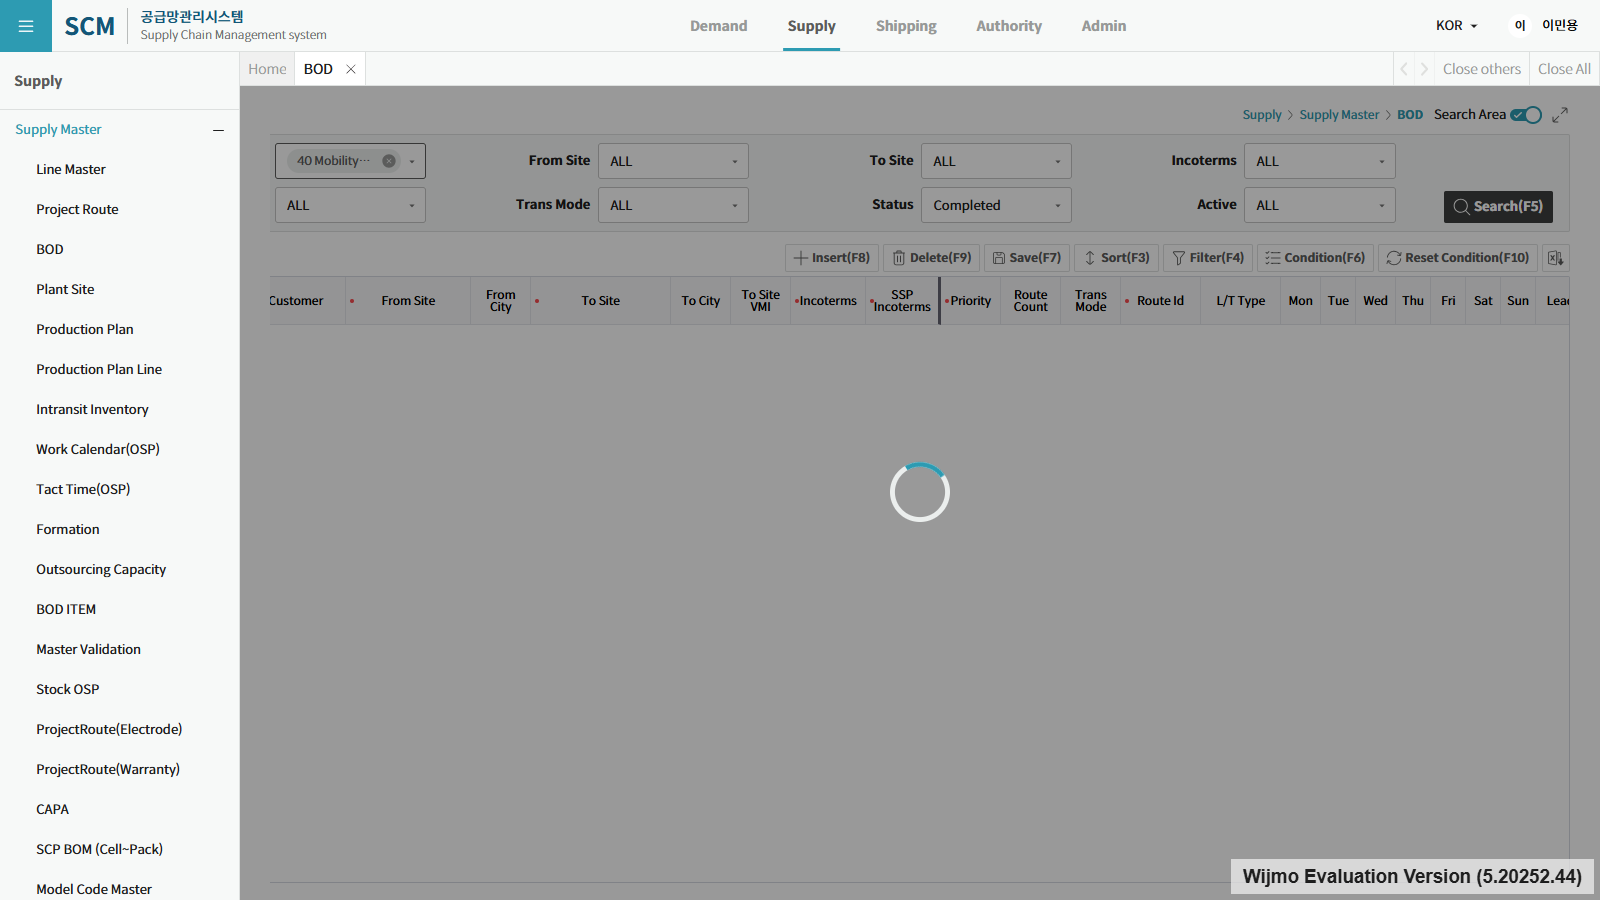 SCM
공급망관리시스템
Supply Chain Management system
Demand
Supply
Shipping
Authority
Admin
KOR
이
이민용
Supply
Home
BOD
Close others
Close All
Supply Master
Line Master
Project Route
BOD
Plant Site
Production Plan
Production Plan Line
Intransit Inventory
Work Calendar(OSP)
Tact Time(OSP)
Formation
Outsourcing Capacity
BOD ITEM
Master Validation
Stock OSP
ProjectRoute(Electrode)
ProjectRoute(Warranty)
CAPA
SCP BOM (Cell~Pack)
Model Code Master
Supply > Supply Master > BOD
Search Area
40 Mobility···
From Site
ALL
To Site
ALL
Incoterms
ALL
ALL
Trans Mode
ALL
Status
Completed
Active
ALL
Search(F5)
Insert(F8)
Delete(F9)
Save(F7)
Sort(F3)
Filter(F4)
Condition(F6)
Reset Condition(F10)
Customer
From Site
From City
To Site
To City
To Site VMI
Incoterms
SSP Incoterms
Priority
Route Count
Trans Mode
Route Id
L/T Type
Mon
Tue
Wed
Thu
Fri
Sat
Sun
Lead
Wijmo Evaluation Version (5.20252.44)